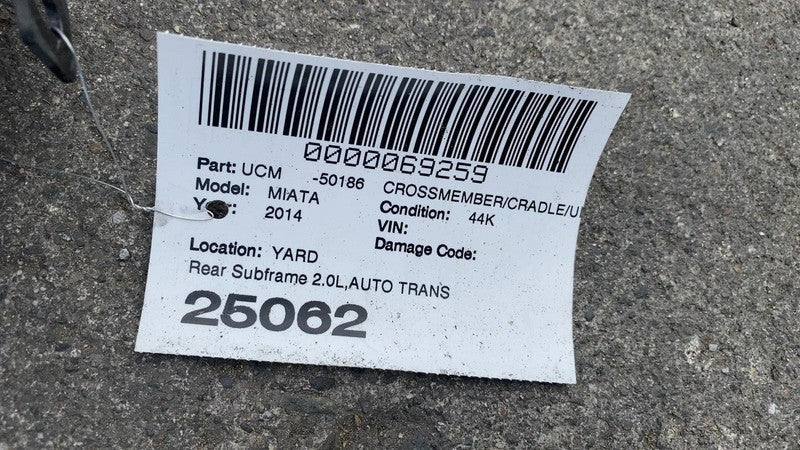 0000069259
Part: UCM -50186 CROSSMEMBER/CRADLE/U
Model: MIATA Condition: 44K
Year: 2014 VIN:
Damage Code:
Location: YARD
Rear Subframe 2.0L,AUTO TRANS
25062